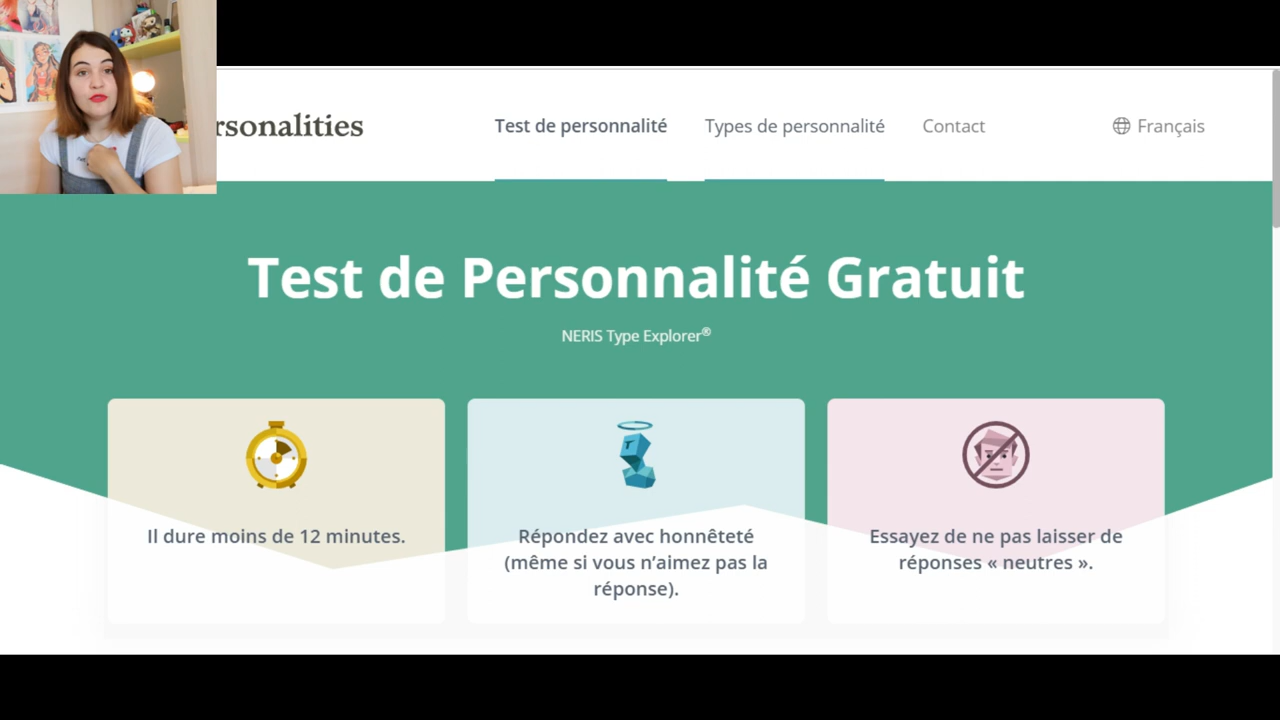 rsonalities
Test de personnalité
Types de personnalité
Contact
Français
Test de Personnalité Gratuit
NERIS Type Explorer®
Il dure moins de 12 minutes.
Répondez avec honnêteté
(même si vous n’aimez pas la
réponse).
Essayez de ne pas laisser de
réponses « neutres ».